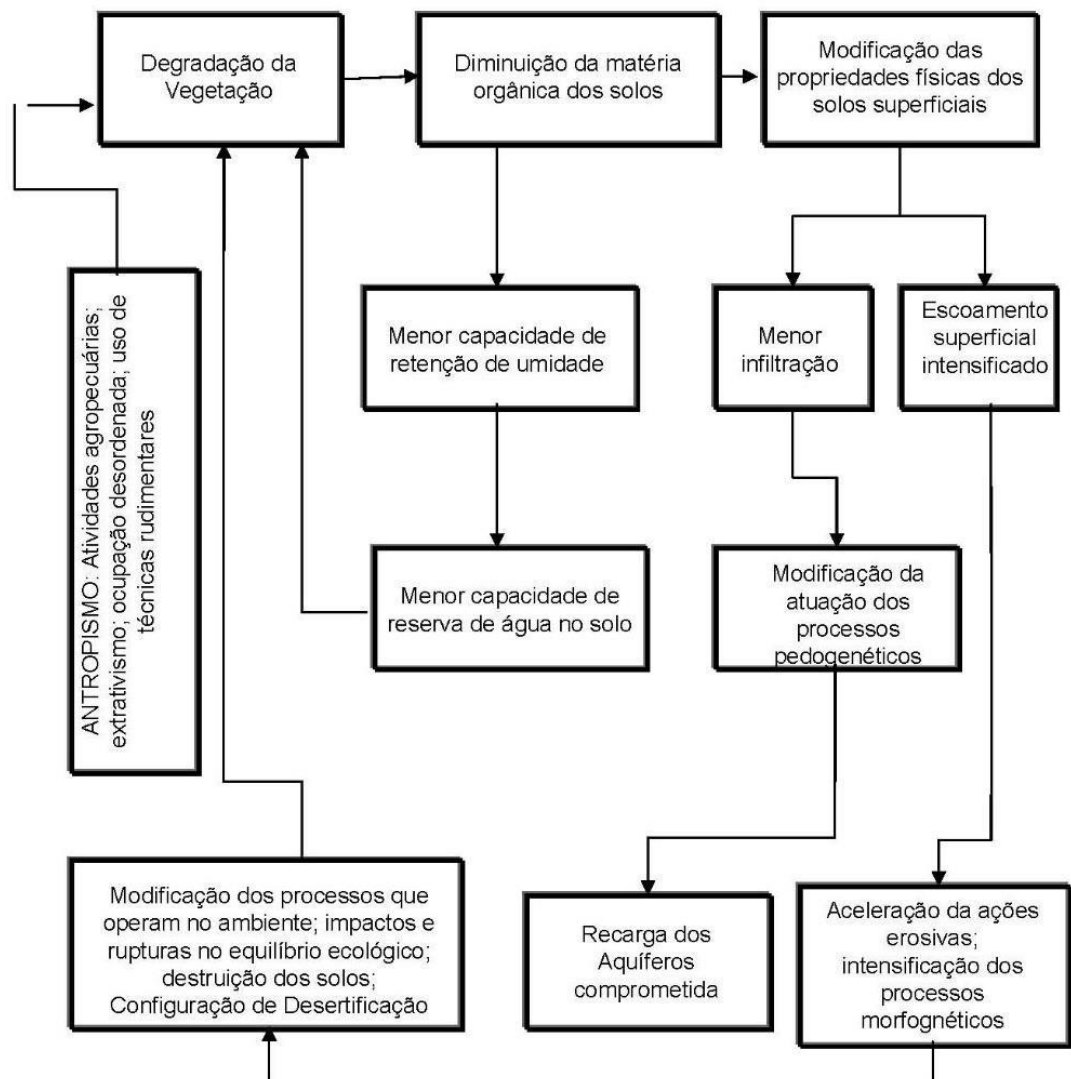 Degradação da
Vegetação
Diminuição da matéria
orgânica dos solos
Modificação das
propriedades físicas dos
solos superficiais
ANTROPISMO: Atividades agropecuárias;
extrativismo; ocupação desordenada; uso de
técnicas rudimentares
Menor capacidade de
retenção de umidade
Menor
infiltração
Escoamento
superficial
intensificado
Menor capacidade de
reserva de água no solo
Modificação da
atuação dos
processos
pedogenéticos
Modificação dos processos que
operam no ambiente; impactos e
rupturas no equilíbrio ecológico;
destruição dos solos;
Configuração de Desertificação
Recarga dos
Aquíferos
comprometida
Aceleração da ações
erosivas;
intensificação dos
processos
morfognéticos